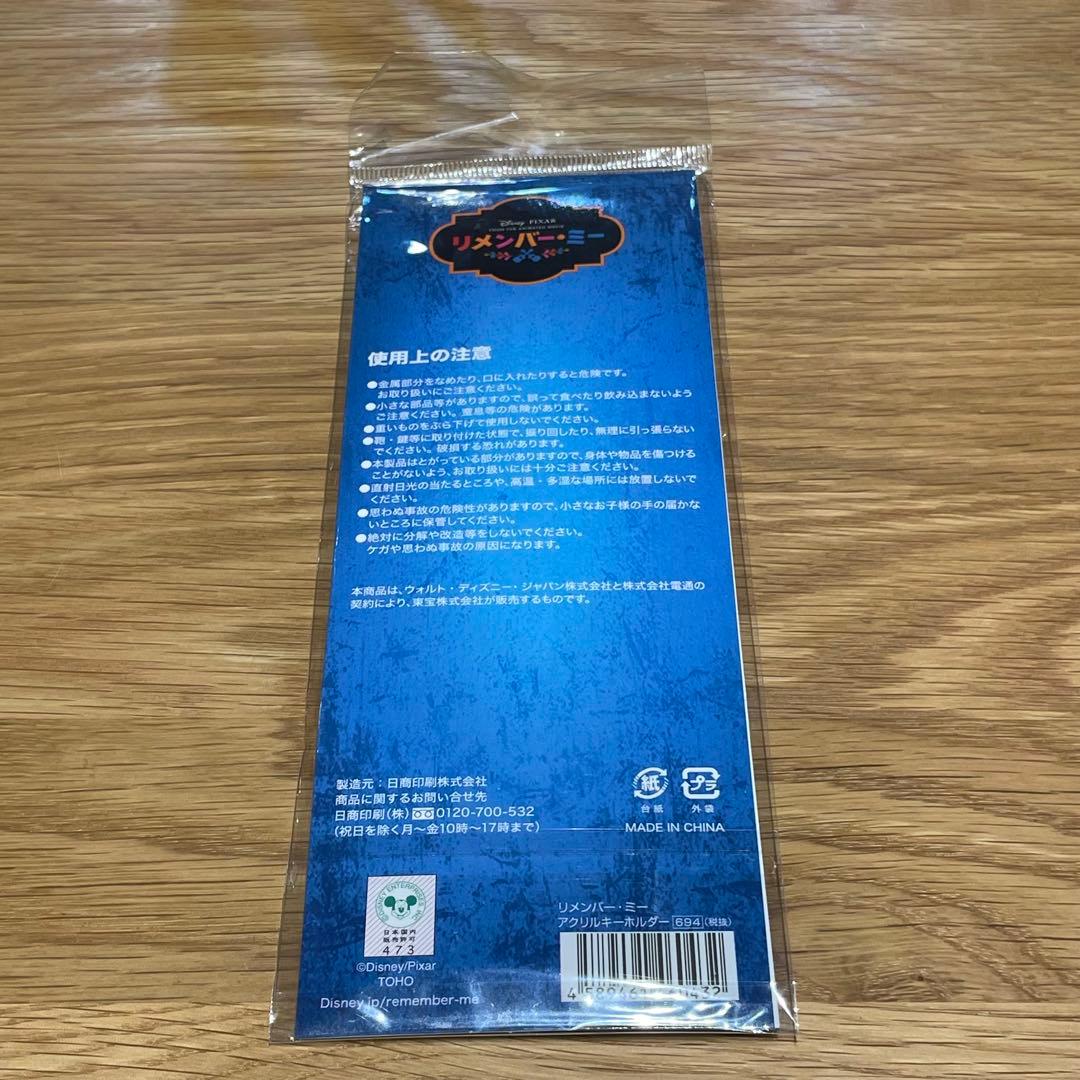 Disney PIXAR
FROM THE ANIMATED MOVIE
リメンバー・ミー
使用上の注意
●金属部分をなめたり、口に入れたりすると危険です。
お取り扱いにご注意ください。
●小さな部品等がありますので、誤って食べたり飲み込まないよう
ご注意ください。窒息等の危険があります。
●重いものをぶら下げて使用しないでください。
●鞄・鍵等に取り付けた状態で、振り回したり、無理に引っ張らない
でください。破損する恐れがあります。
●本製品はとがっている部分がありますので、身体や物品を傷つける
ことがないよう、お取り扱いには十分ご注意ください。
●直射日光の当たるところや、高温・多湿な場所には放置しないで
ください。
●思わぬ事故の危険性がありますので、小さなお子様の手の届かか
ないところに保管してください。
●絶対に分解や改造等をしないでください。
ケガや思わぬ事故の原因になります。
本商品は、ウォルト・ディズニー・ジャパン株式会社と株式会社電通の
契約により、東宝株式会社が販売するものです。
製造元：日商印刷株式会社
商品に関するお問い合せ先
日商印刷(株) 0120-700-532
(祝日を除く月〜金10時〜17時まで)
紙 プラ
台紙 外袋
MADE IN CHINA
©DISNEY ENTERPRISES INC.
日本国内
販売許可
473
©Disney/Pixar
TOHO
Disney.jp/remember-me
リメンバー・ミー
アクリルキーホルダー 694 (税抜)